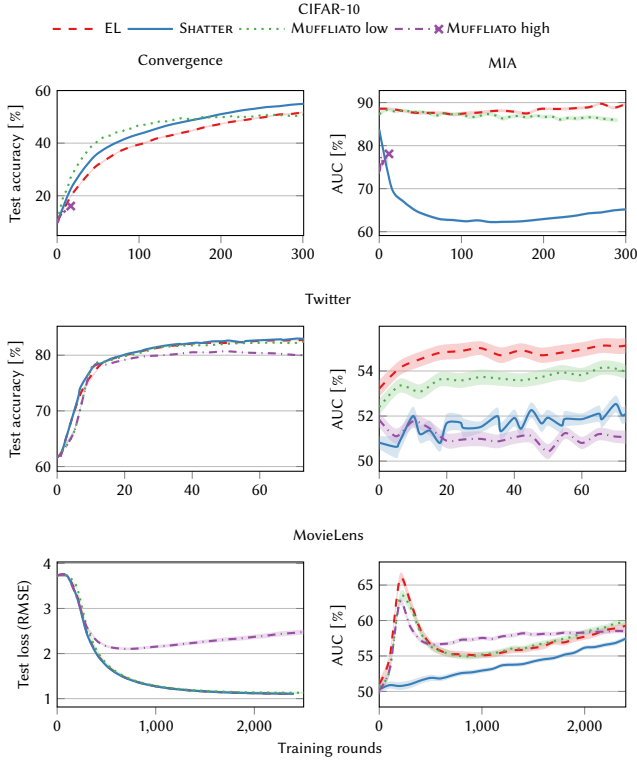 CIFAR-10
EL SHATTER MUFFLIATO low MUFFLIATO high
Convergence MIA
Test accuracy [%]
60
40
20
0 100 200 300
AUC [%]
90
80
70
60
0 100 200 300
Twitter
Test accuracy [%]
80
70
60
0 20 40 60
AUC [%]
54
52
50
0 20 40 60
MovieLens
Test loss (RMSE)
4
3
2
1
0 1,000 2,000
AUC [%]
65
60
55
50
0 1,000 2,000
Training rounds